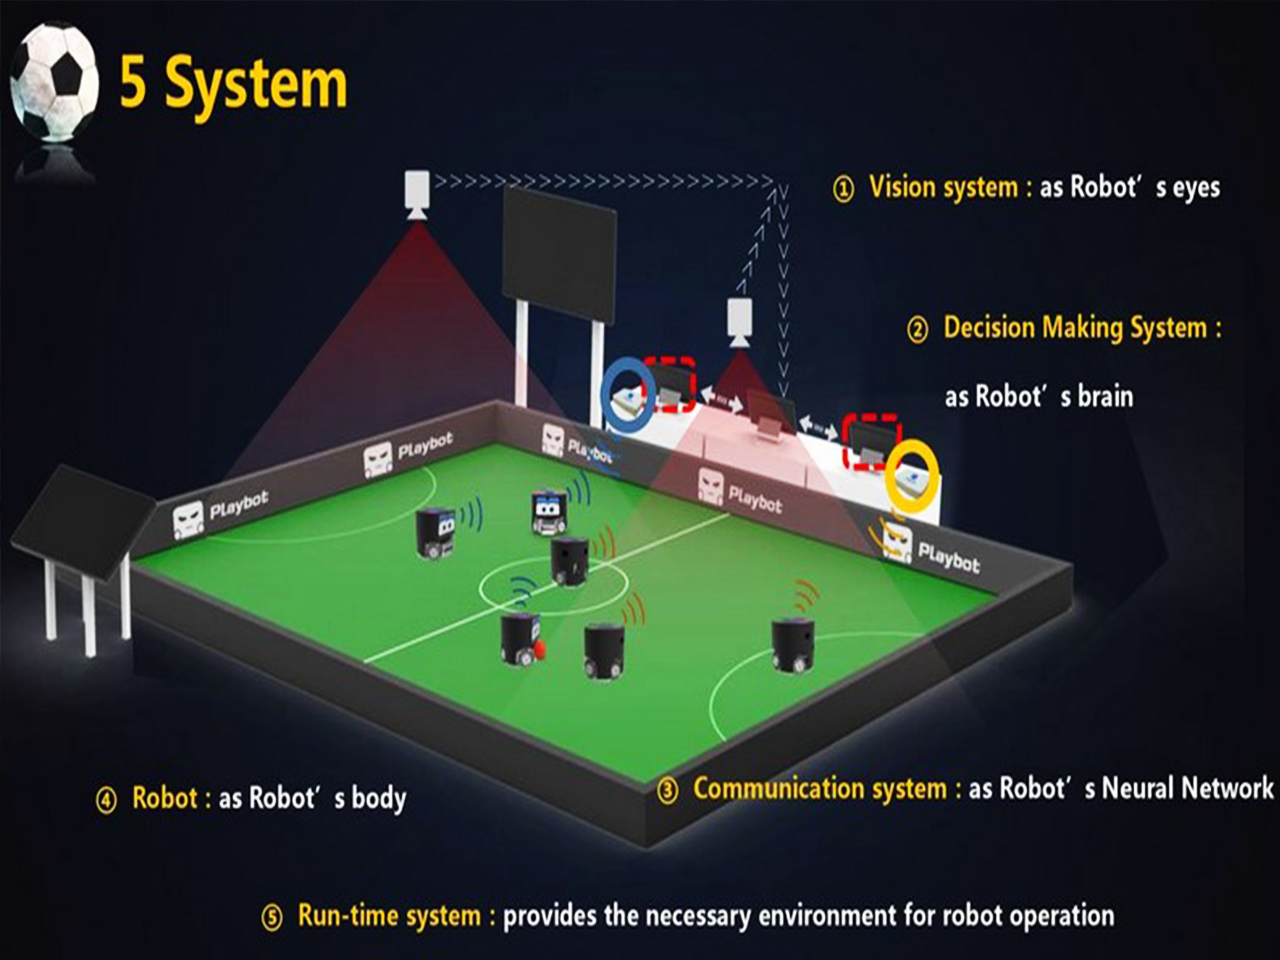 5 System
① Vision system : as Robot’ s eyes
② Decision Making System :
as Robot’ s brain
Playbot
Playbot
Playbot
Playbot
Playbot
④ Robot : as Robot’ s body
③ Communication system : as Robot’ s Neural Network
⑤ Run-time system : provides the necessary environment for robot operation